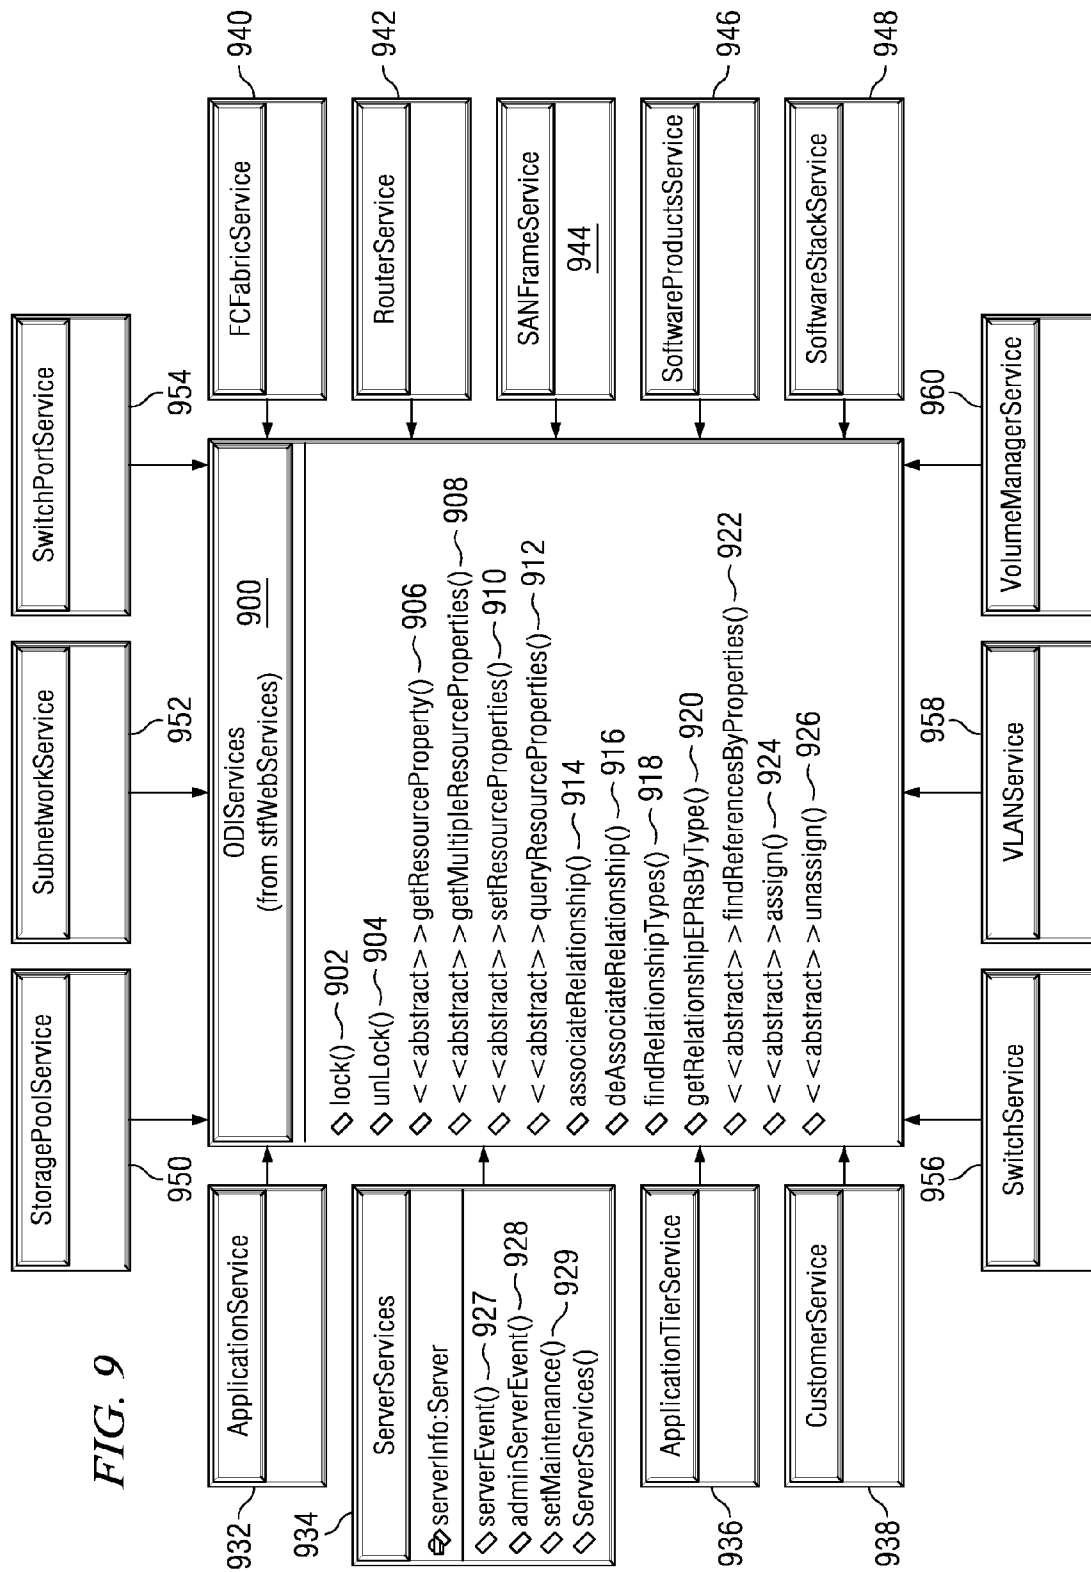 FIG. 9
StoragePoolService
950
SubnetworkService
952
SwitchPortService
954
ApplicationService
932
ServerServices
934
serverInfo:Server
serverEvent() 927
adminServerEvent() 928
setMaintenance() 929
ServerServices()
ApplicationTierService
936
CustomerService
938
ODIServices
(from stfWebServices)
900
lock() 902
unLock() 904
<<abstract>>getResourceProperty() 906
<<abstract>>getMultipleResourceProperties() 908
<<abstract>>setResourceProperties() 910
<<abstract>>queryResourceProperties() 912
associateRelationship() 914
deAssociateRelationship() 916
findRelationshipTypes() 918
getRelationshipEPRsByType() 920
<<abstract>>findReferencesByProperties() 922
<<abstract>>assign() 924
<<abstract>>unassign() 926
FCFabricService
940
RouterService
942
SANFrameService
944
SoftwareProductsService
946
SoftwareStackService
948
956
SwitchService
958
VLANService
960
VolumeManagerService